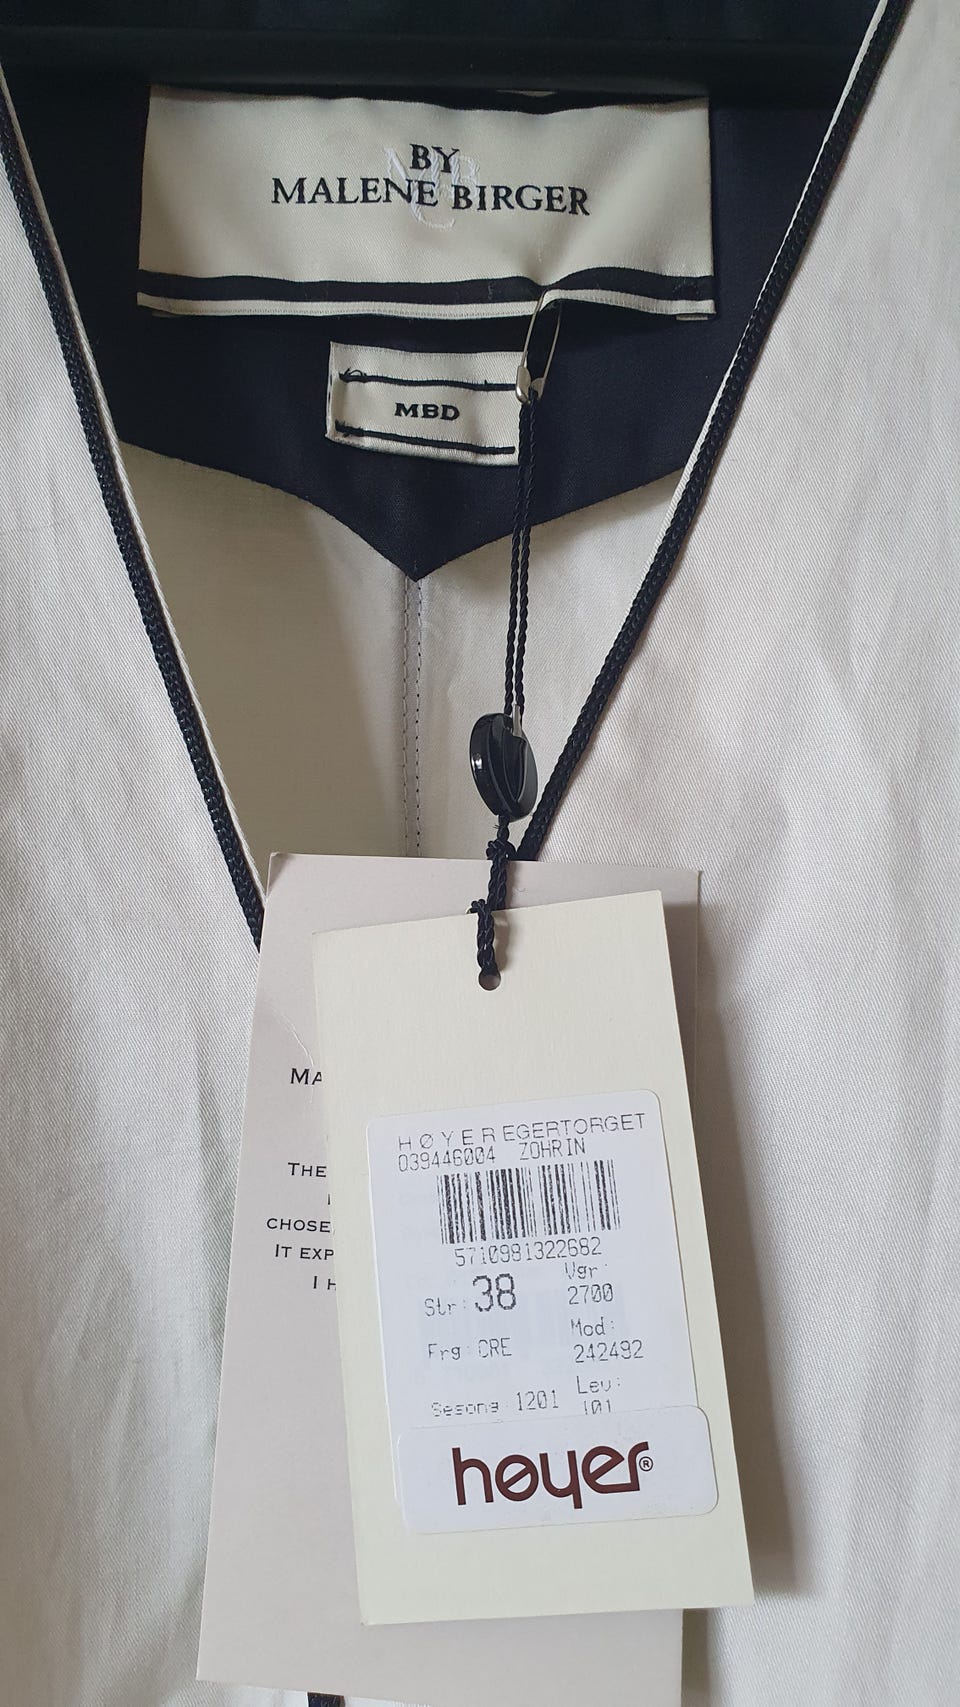 BY
MALENE BIRGER
MBD
MA
THE
CHOSE
IT EXP
I H
HØYER EGERTORGET
039446004 ZOHRIN
5710981322682
Str: 38
Vgr:
2700
Frg: CRE
Mod:
242492
Sesong: 1201
Lev:
101
høyer®